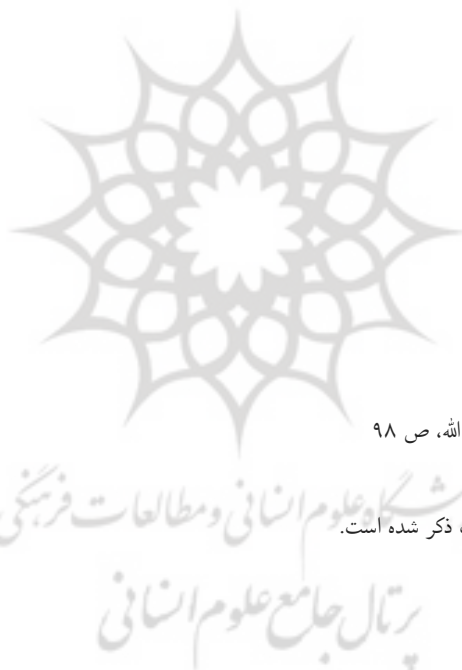 الله، ص ۹۸
شگاه علوم انسانی و مطالعات فرهنگی
، ذکر شده است.
پرتال جامع علوم انسانی